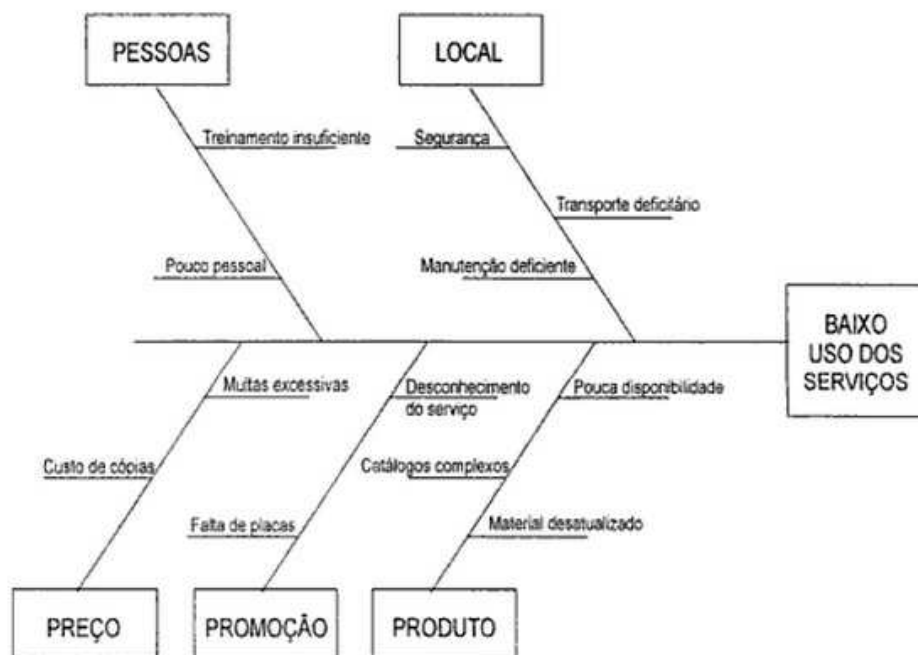 PESSOAS
LOCAL
Treinamento insuficiente
Segurança
Transporte deficitário
Pouco pessoal
Manutenção deficiente
BAIXO
USO DOS
SERVIÇOS
Multas excessivas
Desconhecimento
do serviço
Pouca disponibilidade
Custo de cópias
Catálogos complexos
Falta de placas
Material desatualizado
PREÇO
PROMOÇÃO
PRODUTO